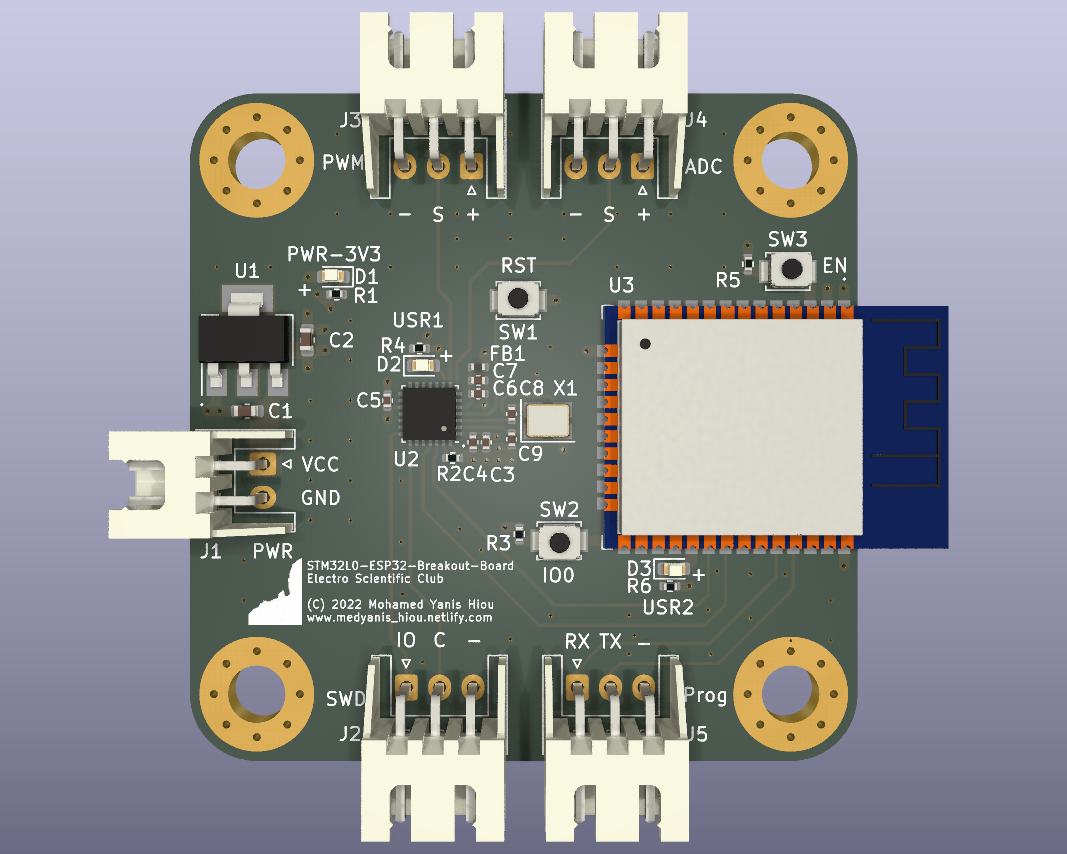 J3
J4
PWM
ADC
- S +
- S +
SW3
PWR-3V3
RST
R5
EN
U1
D1
U3
+
R1
USR1
SW1
C2
R4
+
FB1
D2
C7
C6C8 X1
C5
C1
U2
C9
R2C4C3
VCC
GND
SW2
R3
J1 PWR
STM32L0-ESP32-Breakout-Board
Electro Scientific Club
IO0
D3
+
R6
(C) 2022 Mohamed Yanis Hiou
www.medyanis_hiou.netlify.com
USR2
IO C -
RX TX -
SWD
Prog
J2
J5